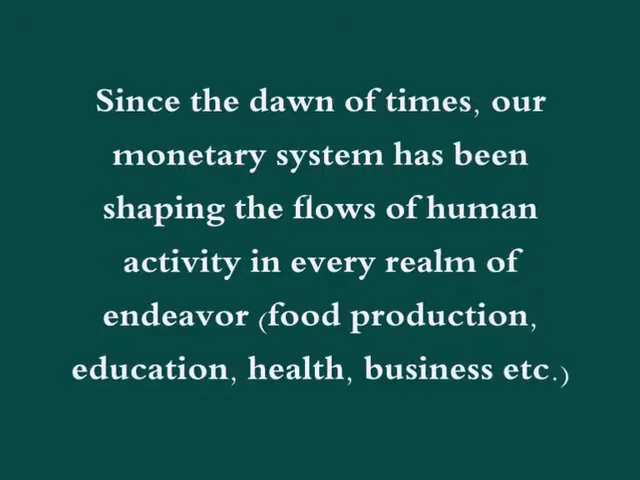 Since the dawn of times, our
monetary system has been
shaping the flows of human
activity in every realm of
endeavor (food production,
education, health, business etc.)